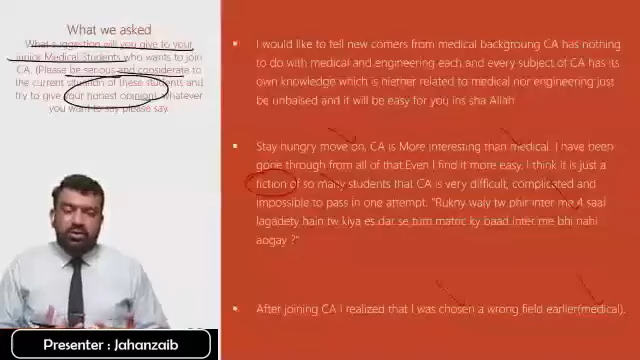 What we asked
What suggestion will you give to your
junior Medical Students who wants to join
CA. (Please be serious and considerate to
the current situation of these students and
try to give your honest opinion) whatever
you want to say please say.
I would like to tell new comers from medical backgroung CA has nothing
to do with medical and engineering each and every subject of CA has its
own knowledge which is niether related to medical nor engineering just
be unbaised and it will be easy for you ins sha Allah
Stay hungry move on, CA is More interesting than medical. I have been
gone through from all of that.Even I find it more easy. I think it is just a
fiction of so many students that CA is very difficult, complicated and
impossible to pass in one attempt. "Rukny waly tw phir inter me 4 saal
lagadety hain tw kiya es dar se tum matric ky baad inter me bhi nahi
aogay ?"
After joining CA I realized that I was chosen a wrong field earlier(medical).
Presenter : Jahanzaib